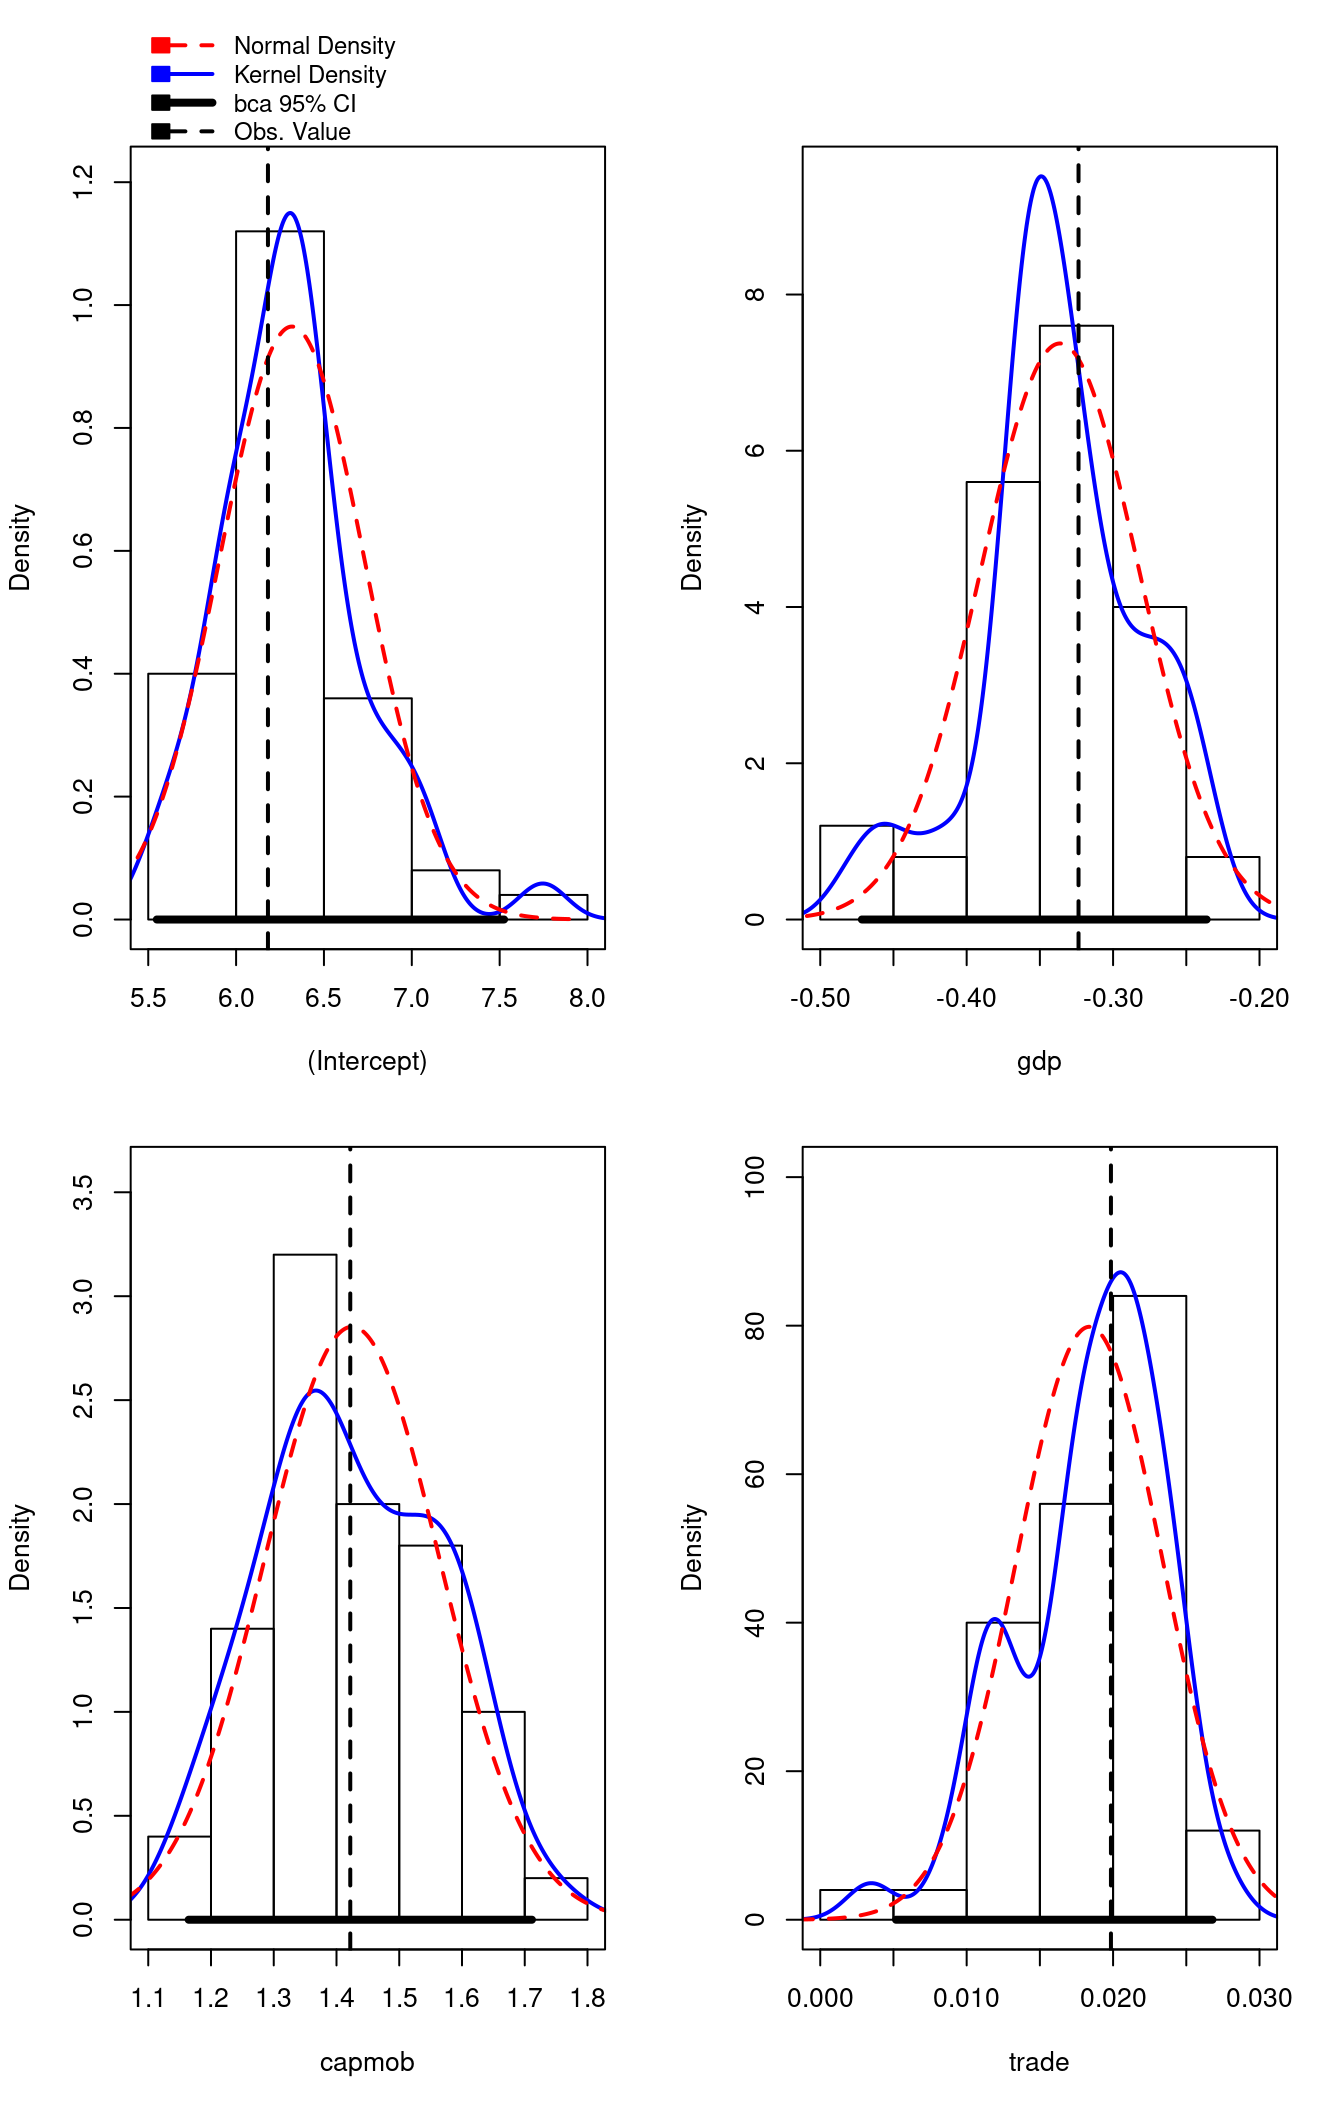 Normal Density
Kernel Density
bca 95% CI
Obs. Value
Density
0.0 0.2 0.4 0.6 0.8 1.0 1.2
5.5 6.0 6.5 7.0 7.5 8.0
(Intercept)
Density
0 2 4 6 8
-0.50 -0.40 -0.30 -0.20
gdp
Density
0.0 0.5 1.0 1.5 2.0 2.5 3.0 3.5
1.1 1.2 1.3 1.4 1.5 1.6 1.7 1.8
capmob
Density
0 20 40 60 80 100
0.000 0.010 0.020 0.030
trade